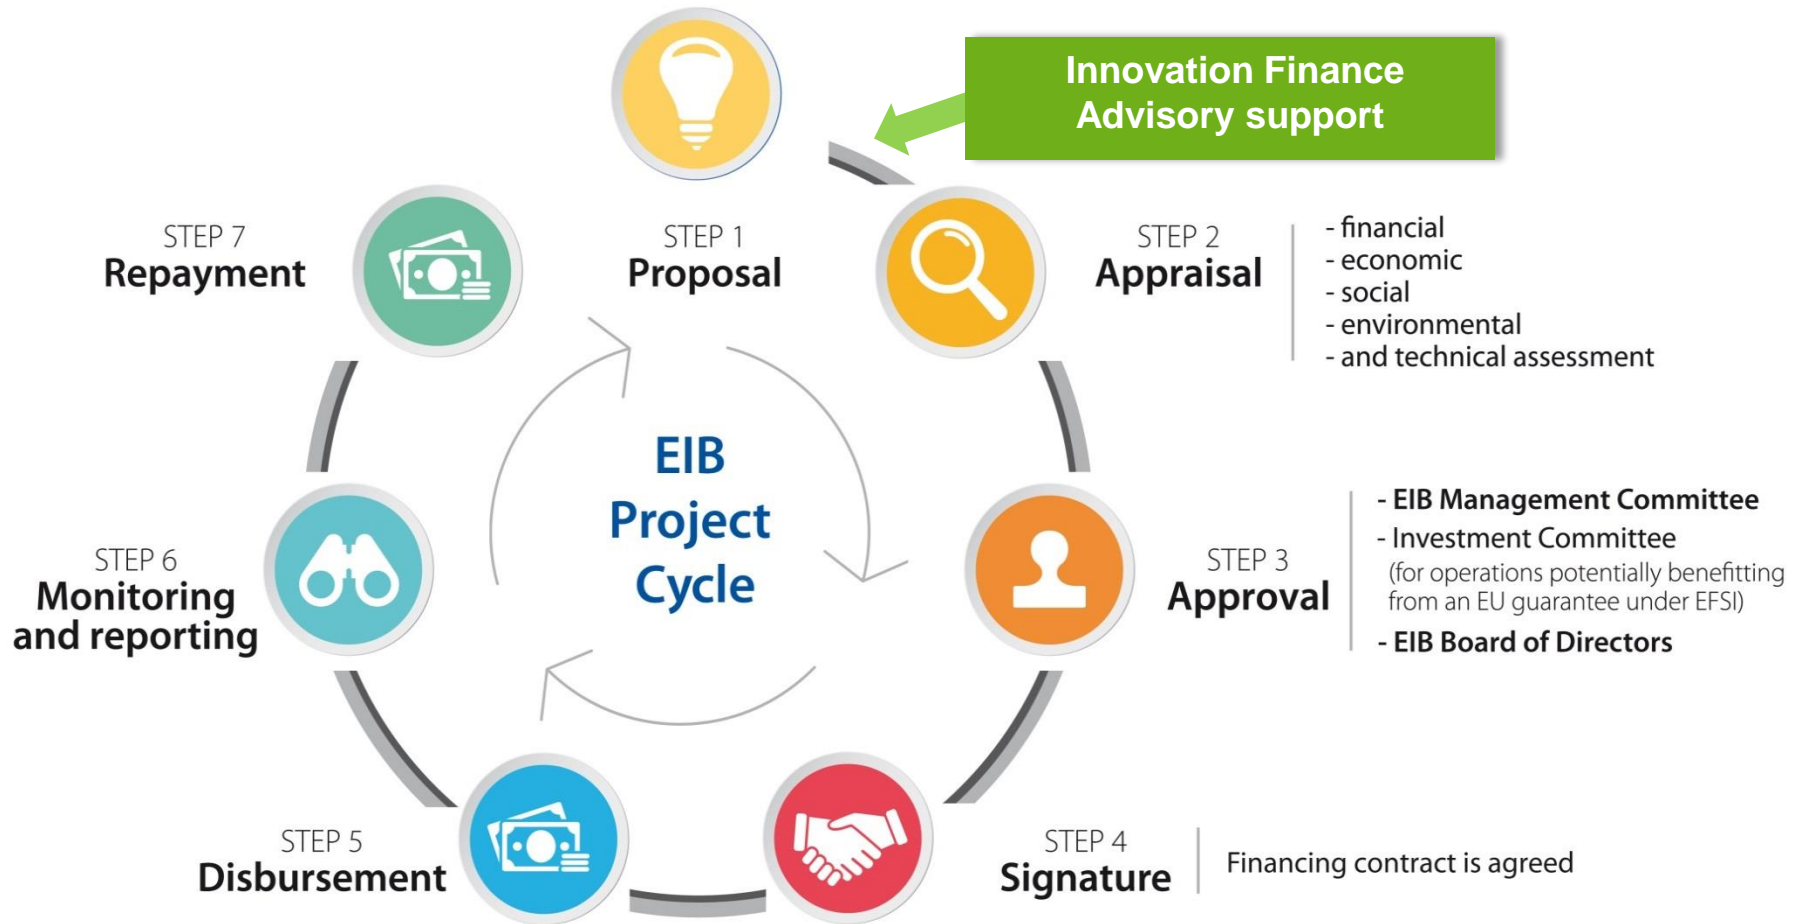 Innovation Finance
Advisory support
STEP 1
Proposal
STEP 2
Appraisal
- financial
- economic
- social
- environmental
- and technical assessment
STEP 3
Approval
- EIB Management Committee
- Investment Committee
(for operations potentially benefitting
from an EU guarantee under EFSI)
- EIB Board of Directors
STEP 4
Signature
Financing contract is agreed
STEP 5
Disbursement
STEP 6
Monitoring
and reporting
STEP 7
Repayment
EIB
Project
Cycle